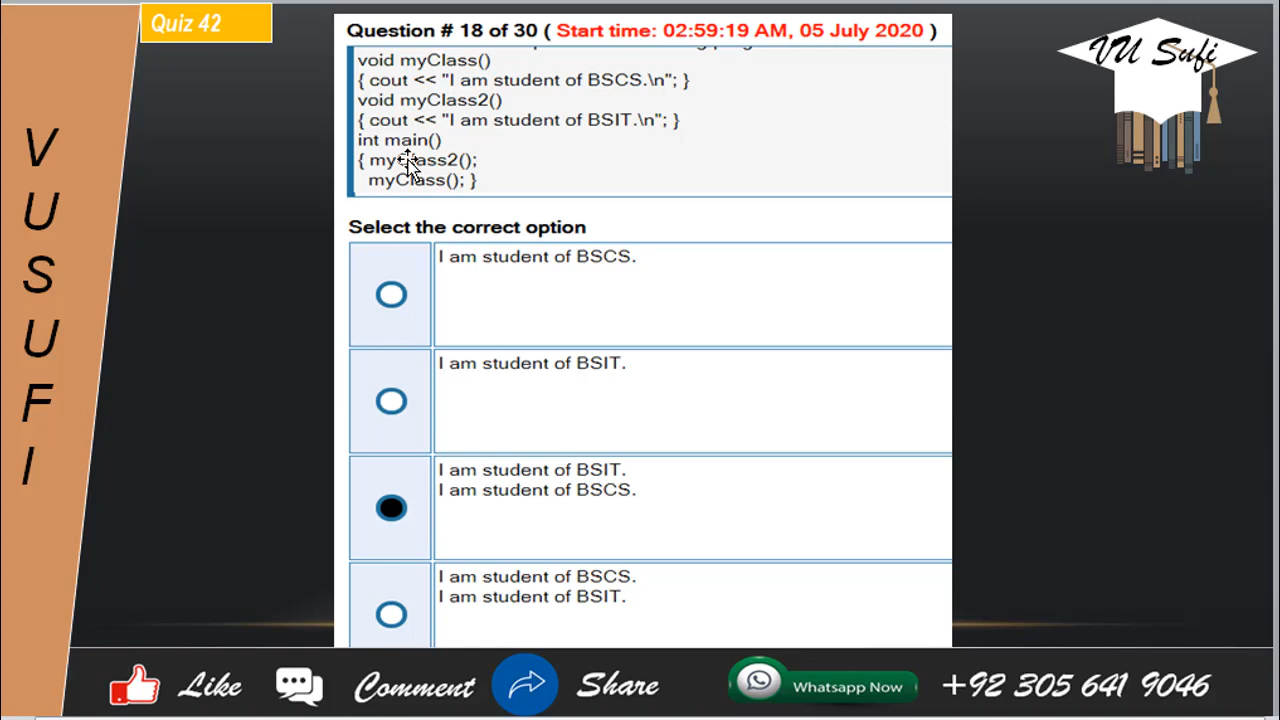 Quiz 42
Question # 18 of 30 ( Start time: 02:59:19 AM, 05 July 2020 )
VU Sufi
void myClass()
{ cout << "I am student of BSCS.\n"; }
void myClass2()
{ cout << "I am student of BSIT.\n"; }
int main()
{ myClass2();
myClass(); }
Select the correct option
I am student of BSCS.
I am student of BSIT.
I am student of BSIT.
I am student of BSCS.
I am student of BSCS.
I am student of BSIT.
V
U
S
U
F
I
Like
Comment
Share
Whatsapp Now
+92 305 641 9046